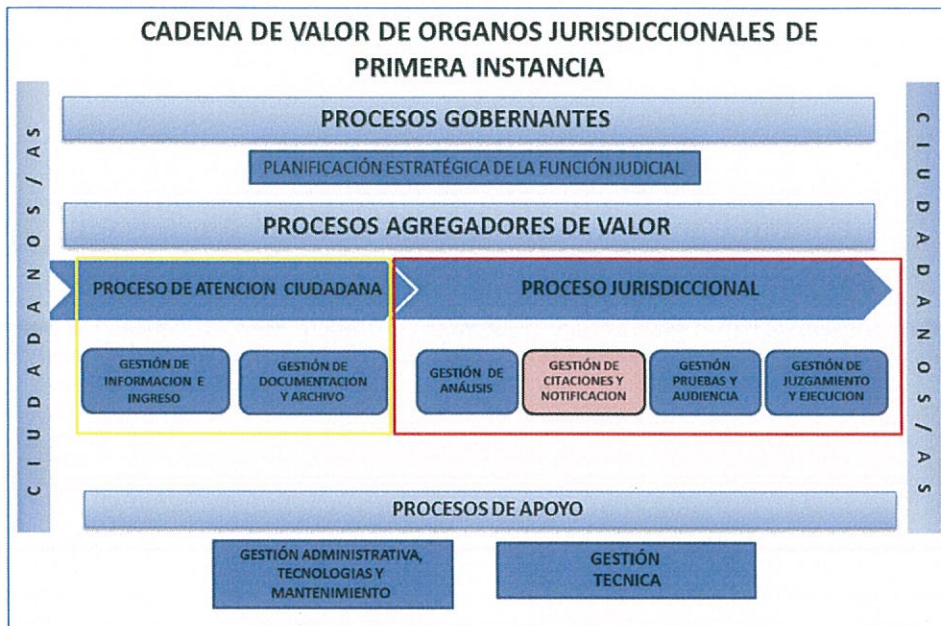 CADENA DE VALOR DE ORGANOS JURISDICCIONALES DE
PRIMERA INSTANCIA
CIUDADANOS/AS
PROCESOS GOBERNANTES
PLANIFICACIÓN ESTRATÉGICA DE LA FUNCIÓN JUDICIAL
PROCESOS AGREGADORES DE VALOR
PROCESO DE ATENCION CIUDADANA
PROCESO JURISDICCIONAL
GESTIÓN DE
INFORMACION E
INGRESO
GESTIÓN DE
DOCUMENTACION
Y ARCHIVO
GESTIÓN DE
ANÁLISIS
GESTIÓN DE
CITACIONES Y
NOTIFICACION
GESTIÓN
PRUEBAS Y
AUDIENCIA
GESTIÓN DE
JUZGAMIENTO
Y EJECUCION
PROCESOS DE APOYO
GESTIÓN ADMINISTRATIVA,
TECNOLOGIAS Y
MANTENIMIENTO
GESTIÓN
TECNICA
CIUDADANOS/AS